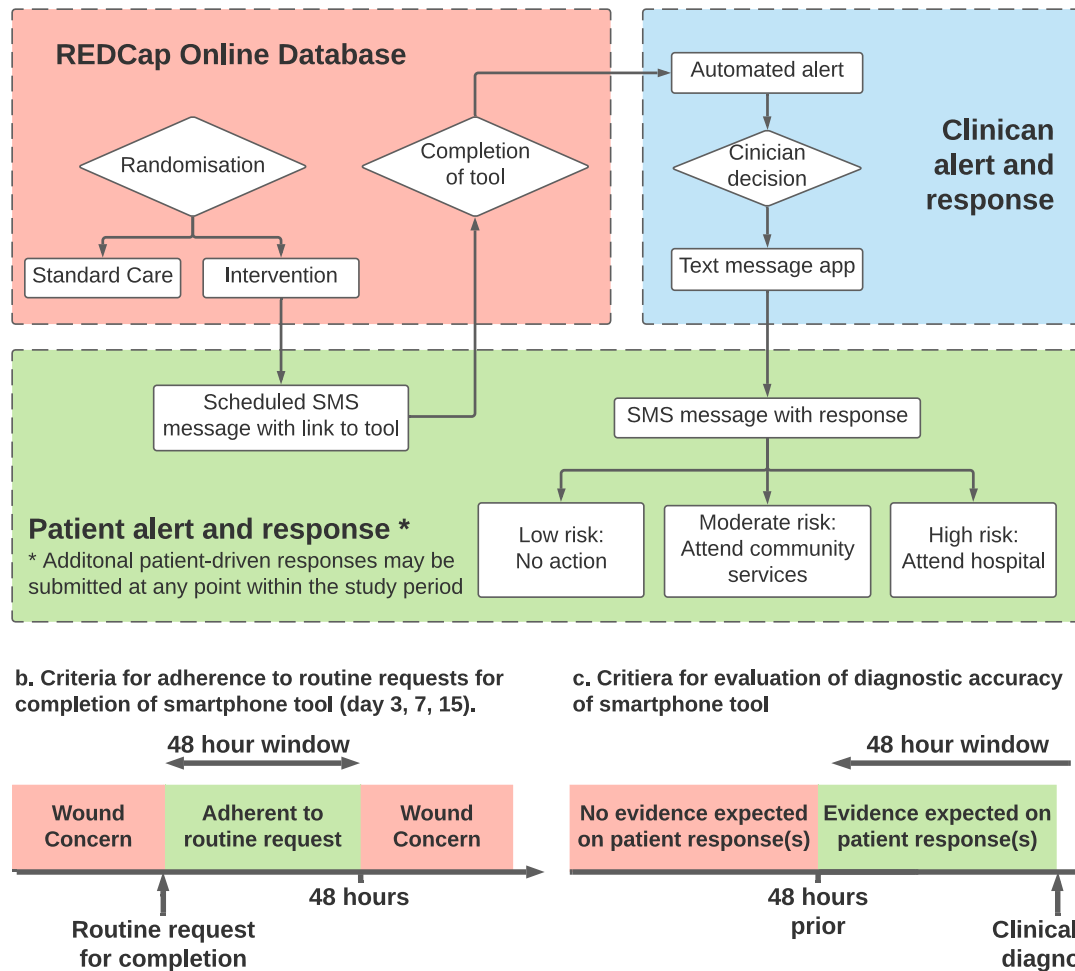 REDCap Online Database
Randomisation
Standard Care
Intervention
Completion
of tool
Automated alert
Cinician
decision
Text message app
Clinican
alert and
response
Scheduled SMS
message with link to tool
SMS message with response
Low risk:
No action
Moderate risk:
Attend community
services
High risk:
Attend hospital
Patient alert and response *
* Additonal patient-driven responses may be
submitted at any point within the study period
b. Criteria for adherence to routine requests for
completion of smartphone tool (day 3, 7, 15).
48 hour window
Wound
Concern
Adherent to
routine request
Wound
Concern
48 hours
Routine request
for completion
c. Critiera for evaluation of diagnostic accuracy
of smartphone tool
48 hour window
No evidence expected
on patient response(s)
Evidence expected on
patient response(s)
48 hours
prior
Clinical
diagno